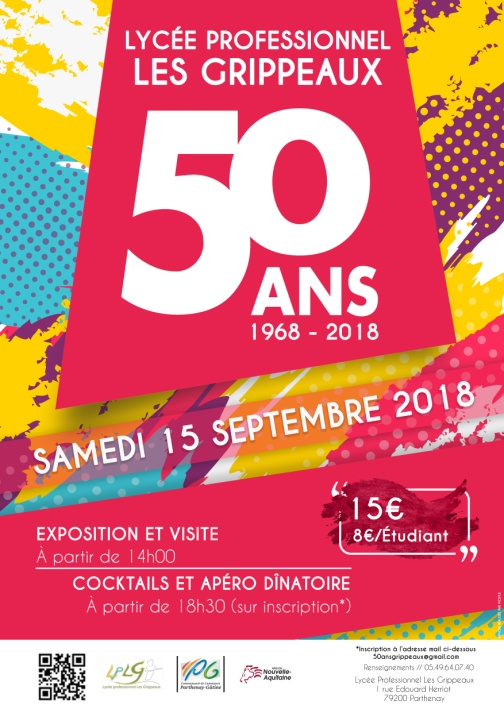 LYCÉE PROFESSIONNEL
LES GRIPPEAUX
50
ANS
1968 - 2018
SAMEDI 15 SEPTEMBRE 2018
“
15€
8€/Étudiant
”
EXPOSITION ET VISITE
À partir de 14h00
COCKTAILS ET APÉRO DÎNATOIRE
À partir de 18h30 (sur inscription*)
LPLG
Lycée professionnel Les Grippeaux
PG
Parthenay-Gâtine
Nouvelle-
Aquitaine
*Inscription à l'adresse mail ci-dessous
50ansgrippeaux@gmail.com
Renseignements // 05.49.64.07.40
Lycée Professionnel Les Grippeaux
1 rue Edouard Herriot
79200 Parthenay